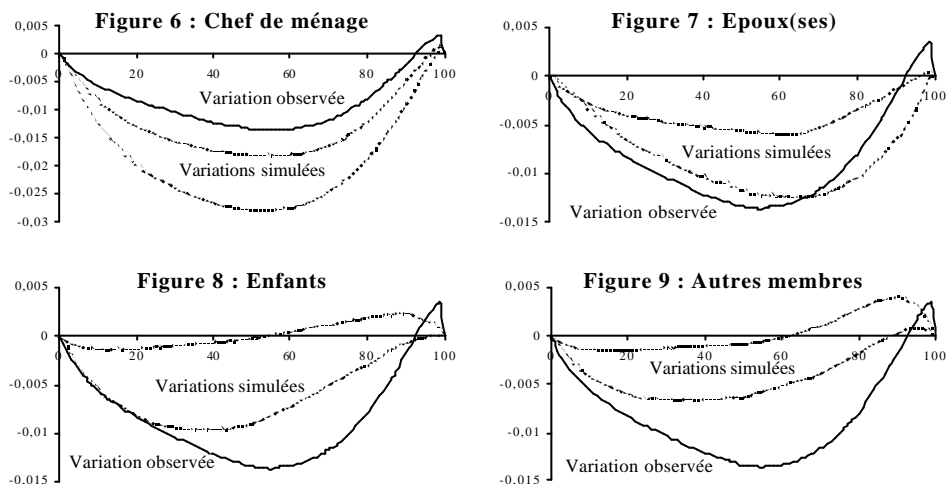 Figure 6 : Chef de ménage
0,005
0
-0,005
-0,01
-0,015
-0,02
-0,025
-0,03
0 20 40 60 80 100
Variation observée
Variations simulées
Figure 7 : Epoux(ses)
0,005
0
-0,005
-0,01
-0,015
0 20 40 60 80 100
Variations simulées
Variation observée
Figure 8 : Enfants
0,005
0
-0,005
-0,01
-0,015
0 20 40 60 80 100
Variations simulées
Variation observée
Figure 9 : Autres membres
0,005
0
-0,005
-0,01
-0,015
0 20 40 60 80 100
Variations simulées
Variation observée